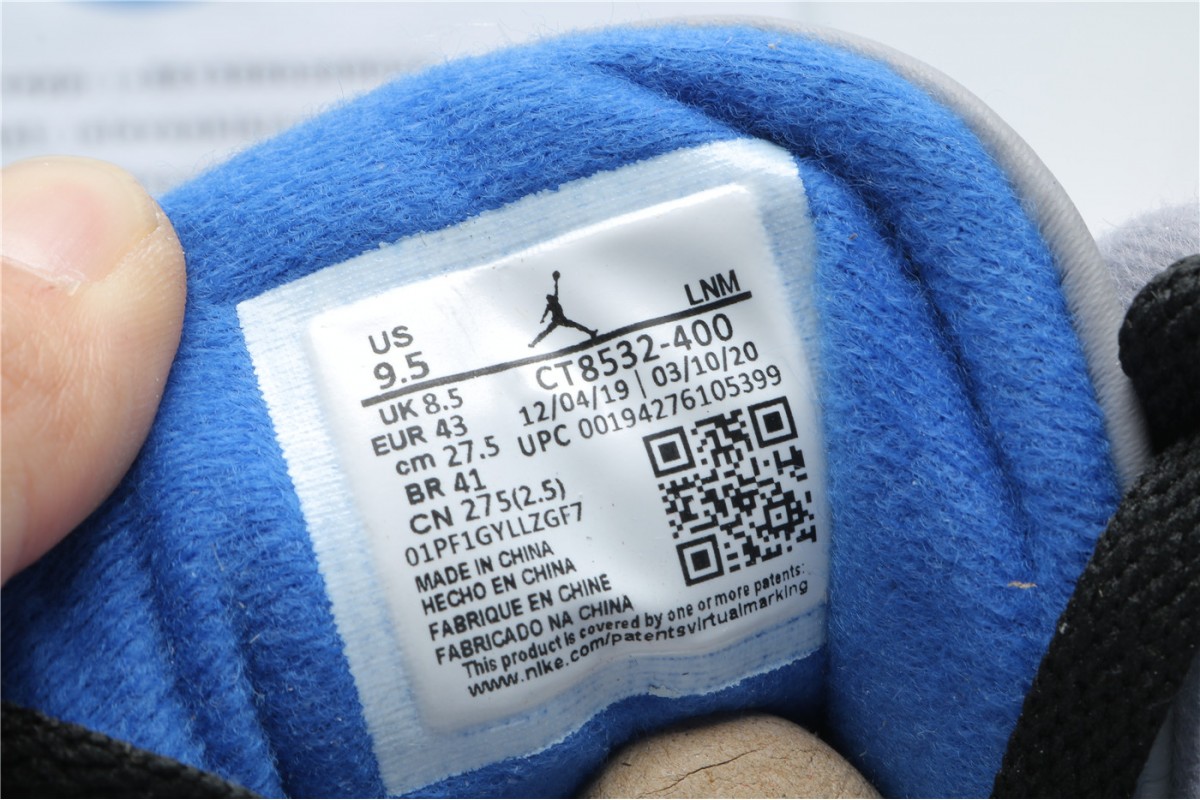 US
9.5
LNM
UK 8.5
EUR 43
cm 27.5
BR 41
CN 275(2.5)
CT8532-400
12/04/19 | 03/10/20
UPC 00194276105399
01PF1GYLLZGF7
MADE IN CHINA
HECHO EN CHINA
FABRIQUE EN CHINE
FABRICADO NA CHINA
This product is covered by one or more patents:
www.nike.com/patentsvirtualmarking